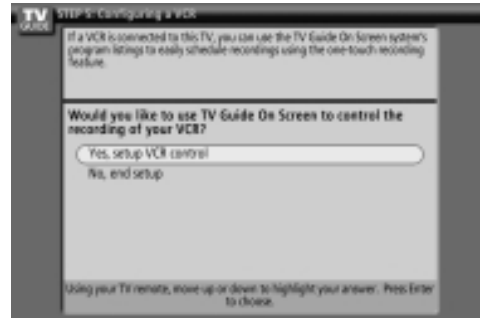 TV GUIDE
STEP 5: Configuring a VCR
If a VCR is connected to this TV, you can use the TV Guide On Screen system's
program listings to easily schedule recordings using the one-touch recording
feature.
Would you like to use TV Guide On Screen to control the
recording of your VCR?
Yes, setup VCR control
No, end setup
Using your TV remote, move up or down to highlight your answer. Press Enter
to choose.